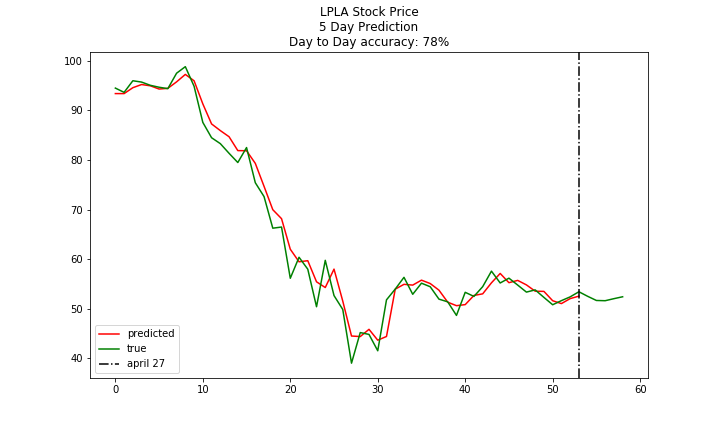 LPLA Stock Price
5 Day Prediction
Day to Day accuracy: 78%
100
90
80
70
60
50
40
predicted
true
april 27
0 10 20 30 40 50 60